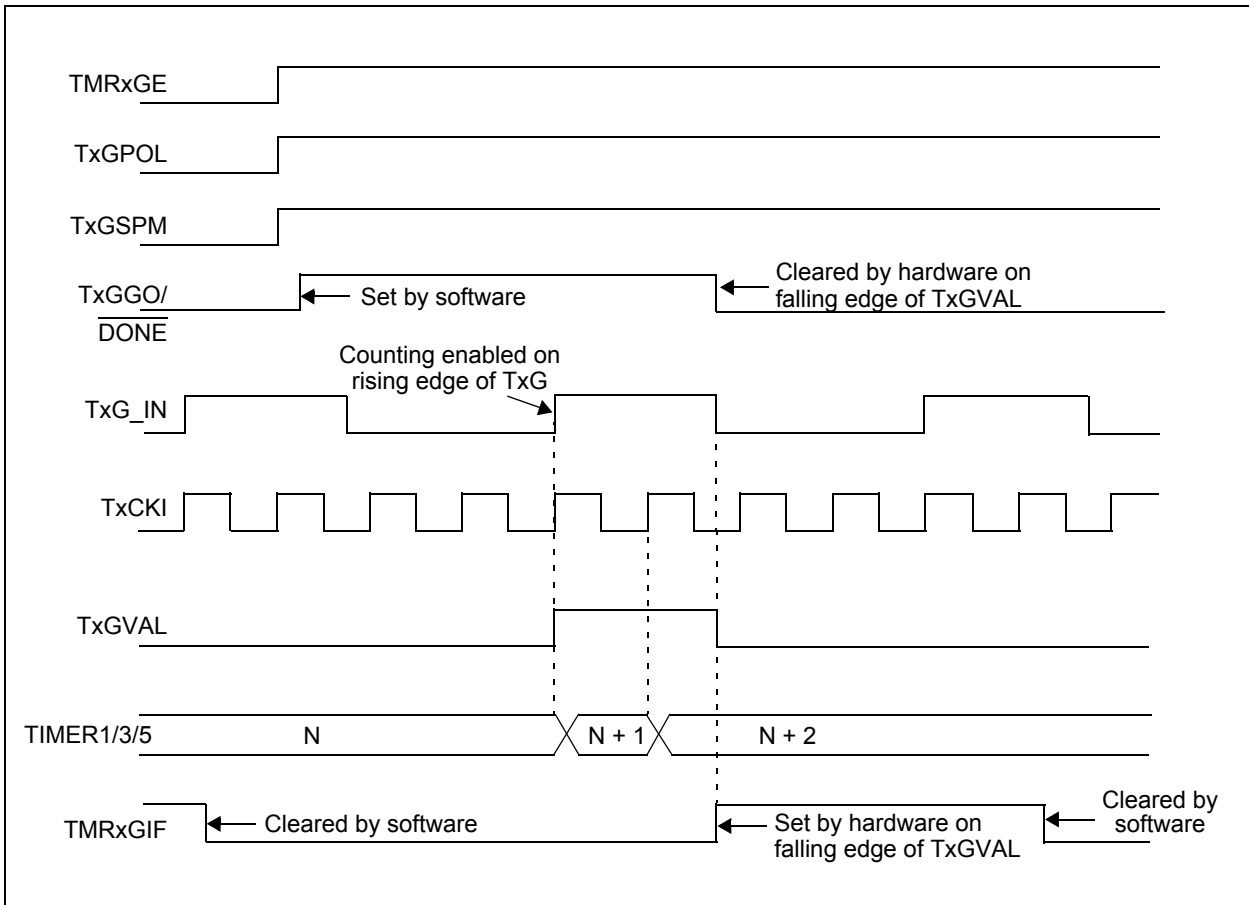 TMRxGE
TxGPOL
TxGSPM
TxGGO/
DONE
Set by software
Cleared by hardware on
falling edge of TxGVAL
Counting enabled on
rising edge of TxG
TxG_IN
TxCKI
TxGVAL
TIMER1/3/5
N
N + 1
N + 2
TMRxGIF
Cleared by software
Set by hardware on
falling edge of TxGVAL
Cleared by
software